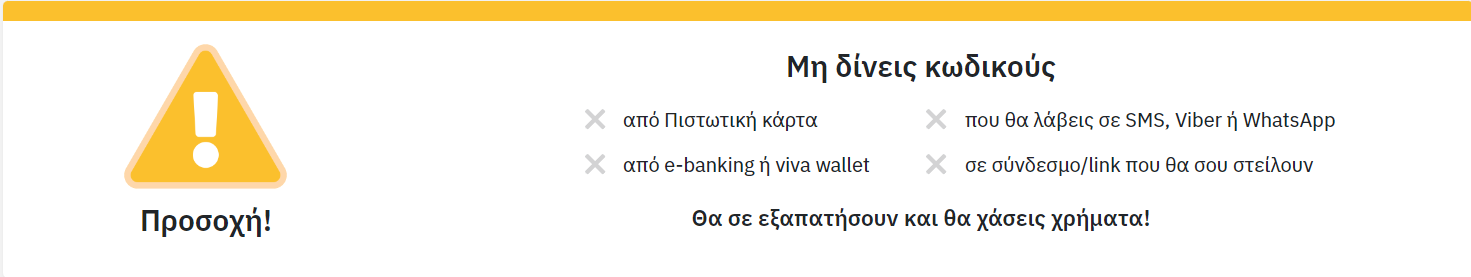 Μη δίνεις κωδικούς
από Πιστωτική κάρτα
που θα λάβεις σε SMS, Viber ή WhatsApp
από e-banking ή viva wallet
σε σύνδεσμο/link που θα σου στείλουν
Προσοχή!
Θα σε εξαπατήσουν και θα χάσεις χρήματα!